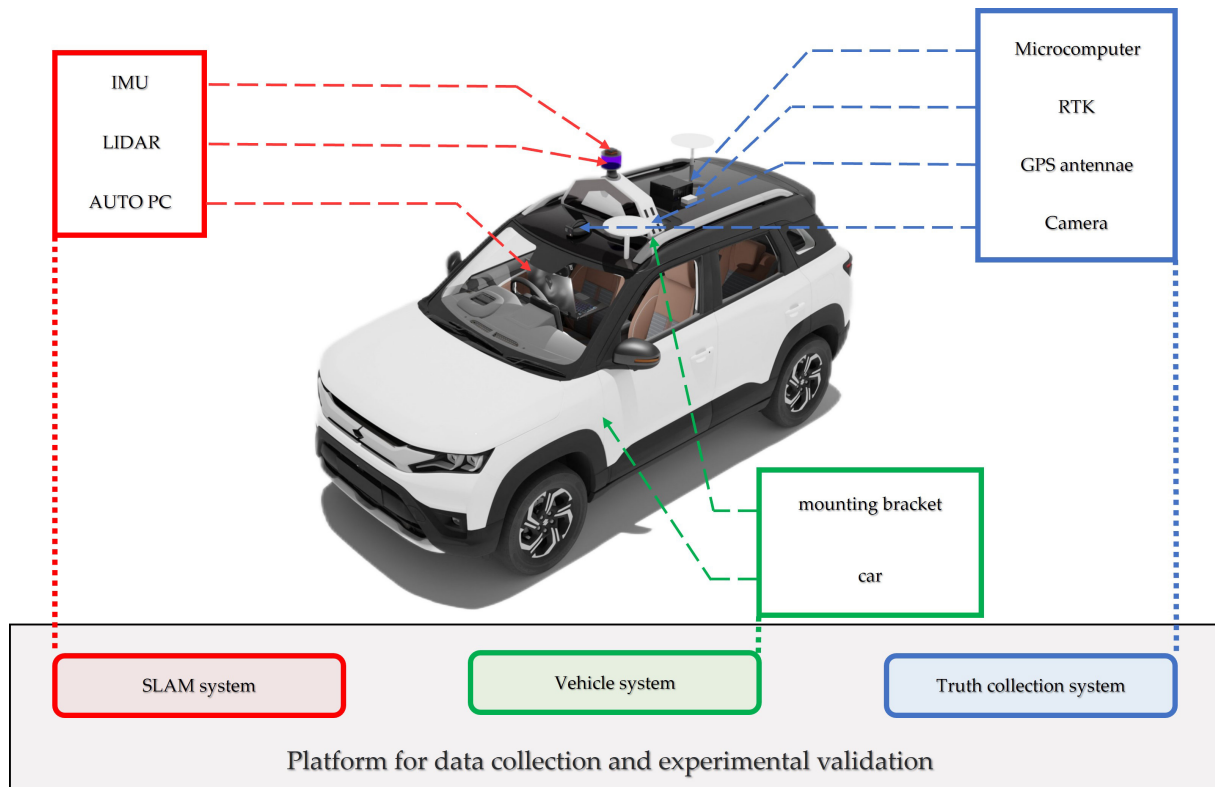 IMU
LIDAR
AUTO PC
Microcomputer
RTK
GPS antennae
Camera
mounting bracket
car
SLAM system
Vehicle system
Truth collection system
Platform for data collection and experimental validation